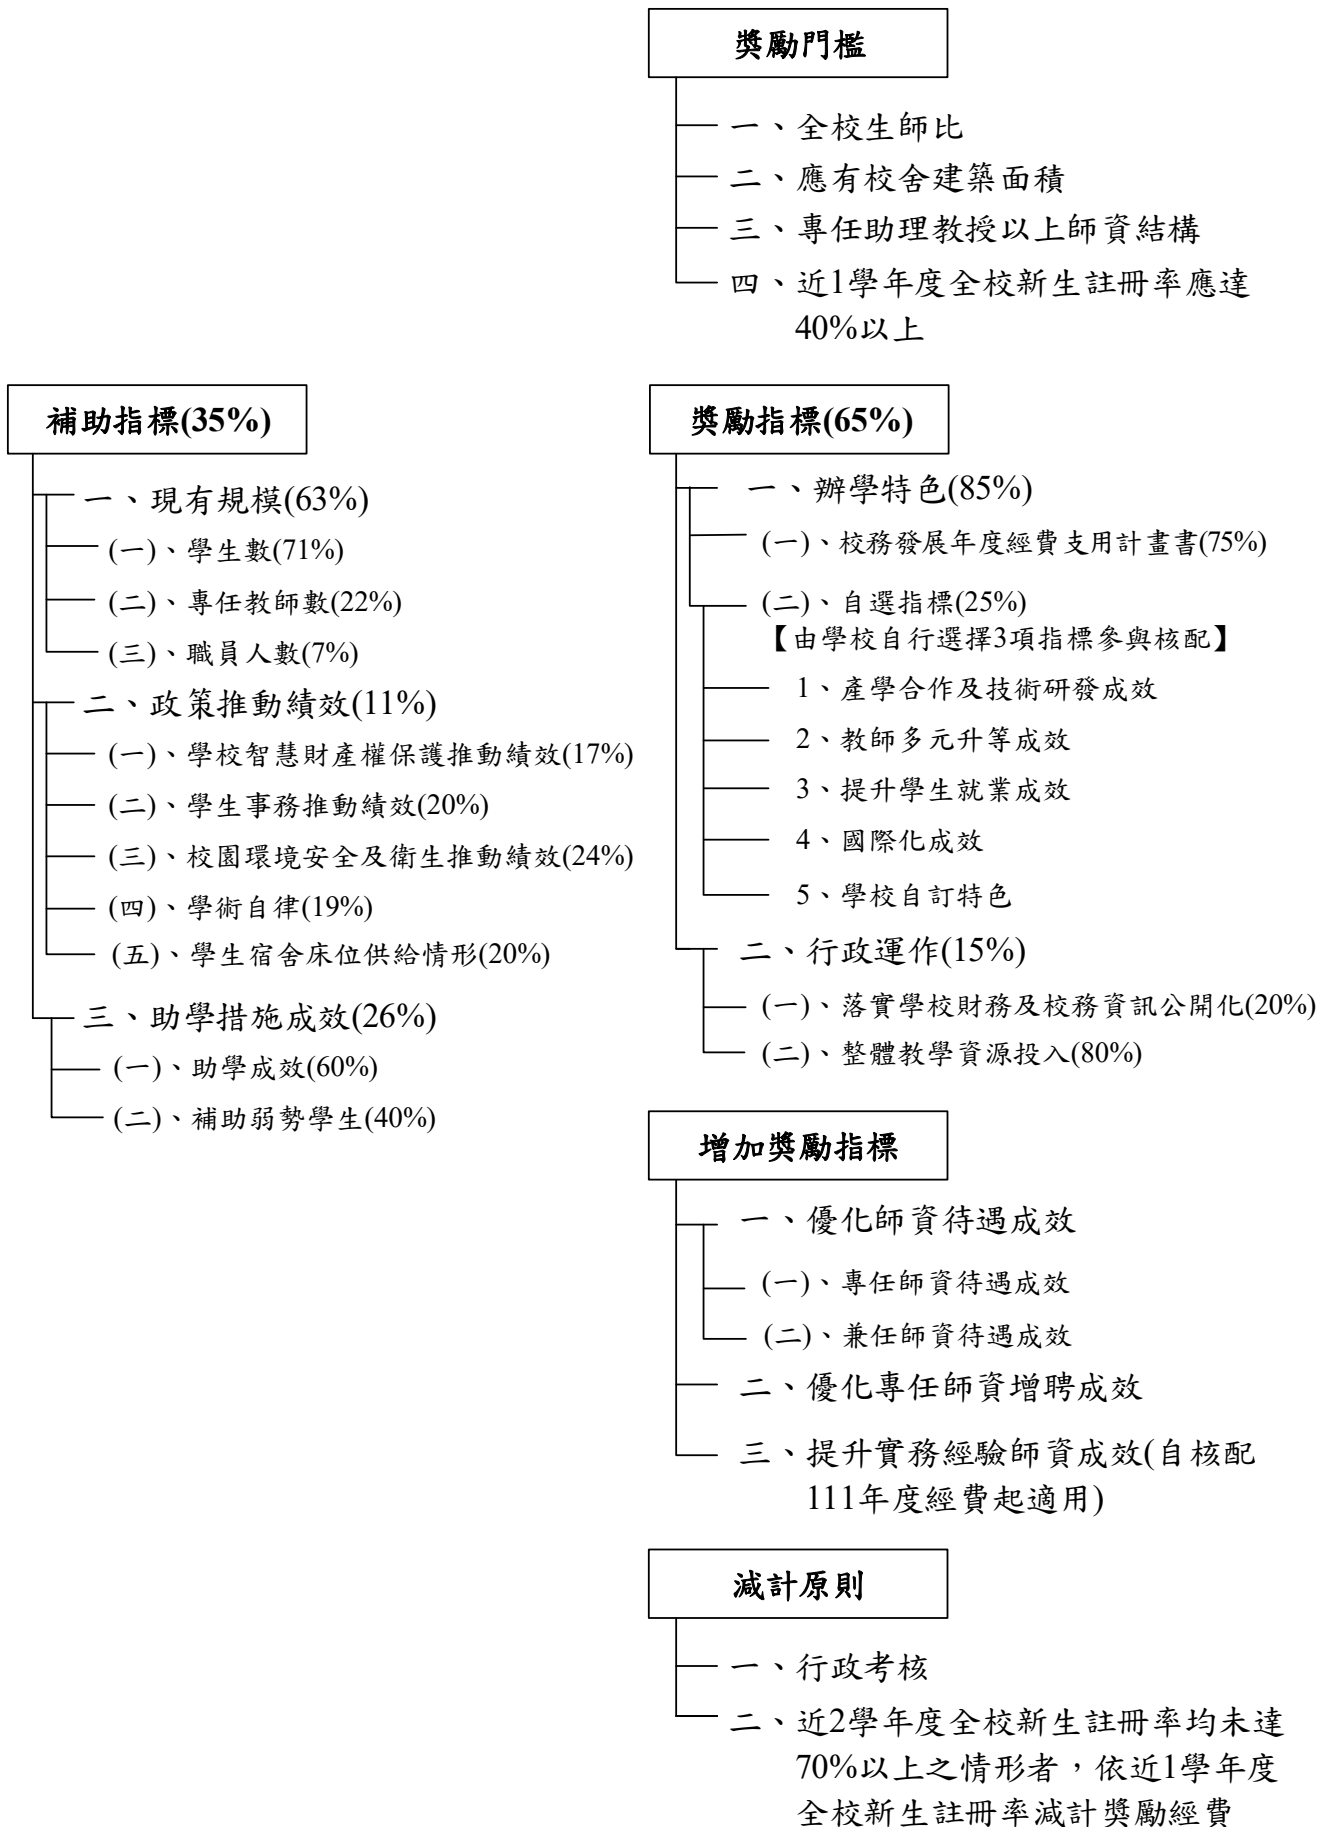 獎勵門檻
一、全校生師比
二、應有校舍建築面積
三、專任助理教授以上師資結構
四、近1學年度全校新生註冊率應達
40%以上
補助指標(35%)
一、現有規模(63%)
(一)、學生數(71%)
(二)、專任教師數(22%)
(三)、職員人數(7%)
二、政策推動績效(11%)
(一)、學校智慧財產權保護推動績效(17%)
(二)、學生事務推動績效(20%)
(三)、校園環境安全及衛生推動績效(24%)
(四)、學術自律(19%)
(五)、學生宿舍床位供給情形(20%)
三、助學措施成效(26%)
(一)、助學成效(60%)
(二)、補助弱勢學生(40%)
獎勵指標(65%)
一、辦學特色(85%)
(一)、校務發展年度經費支用計畫書(75%)
(二)、自選指標(25%)
【由學校自行選擇3項指標參與核配】
1、產學合作及技術研發成效
2、教師多元升等成效
3、提升學生就業成效
4、國際化成效
5、學校自訂特色
二、行政運作(15%)
(一)、落實學校財務及校務資訊公開化(20%)
(二)、整體教學資源投入(80%)
增加獎勵指標
一、優化師資待遇成效
(一)、專任師資待遇成效
(二)、兼任師資待遇成效
二、優化專任師資增聘成效
三、提升實務經驗師資成效(自核配
111年度經費起適用)
減計原則
一、行政考核
二、近2學年度全校新生註冊率均未達
70%以上之情形者，依近1學年度
全校新生註冊率減計獎勵經費